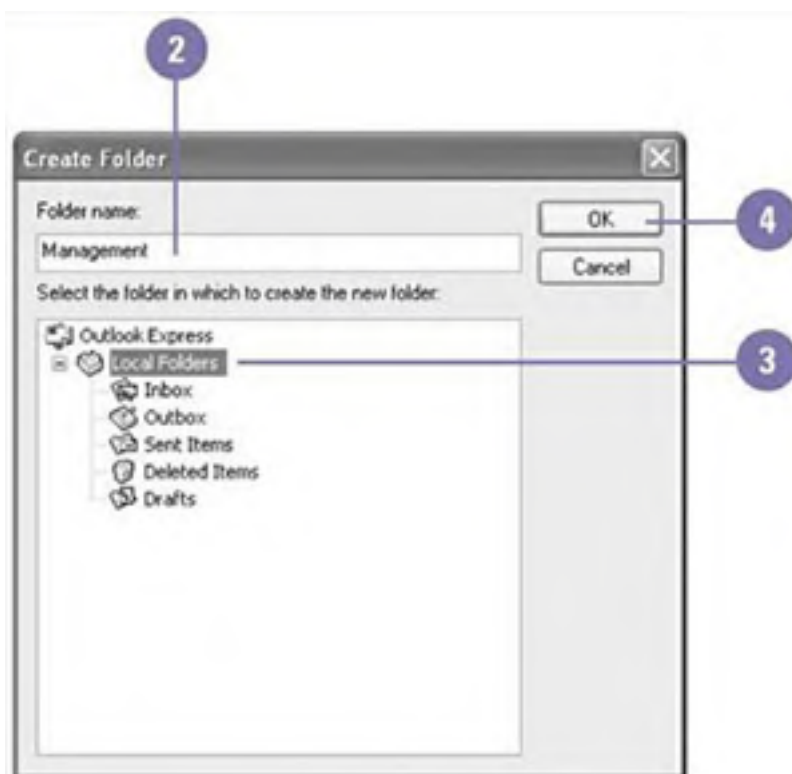 2
Create Folder
Folder name:
OK
4
Management
Cancel
Select the folder in which to create the new folder:
Outlook Express
Local Folders
3
Inbox
Outbox
Sent Items
Deleted Items
Drafts